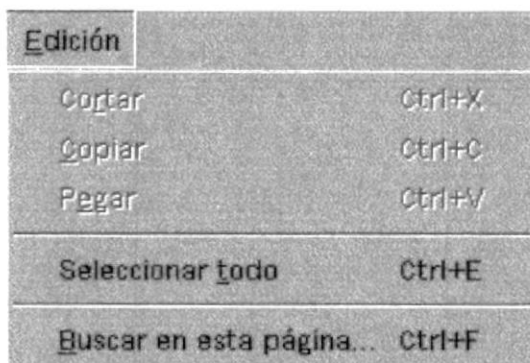 Edición
Cortar Ctrl+X
Copiar Ctrl+C
Pegar Ctrl+V
Seleccionar todo Ctrl+E
Buscar en esta página... Ctrl+F